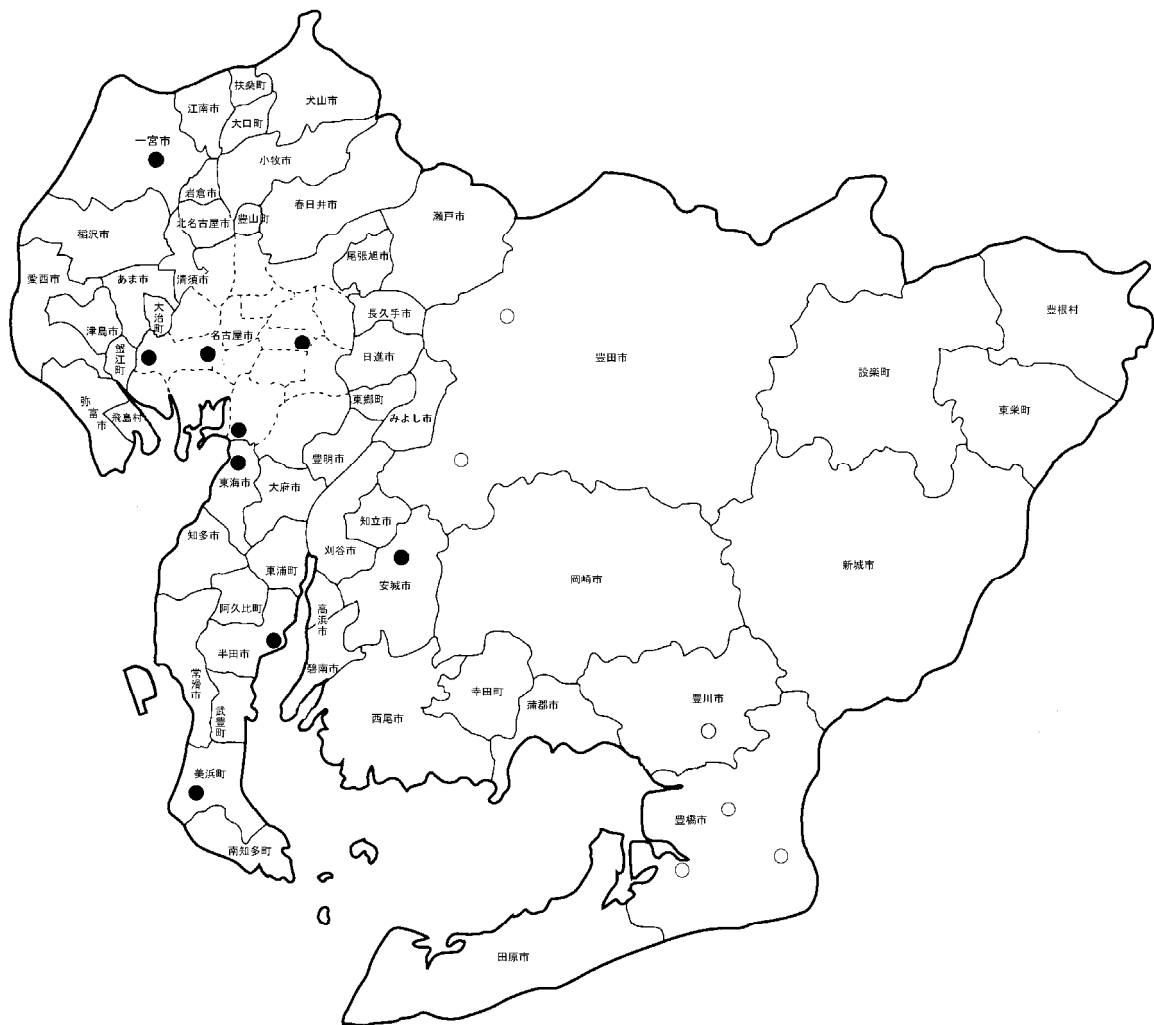 扶桑町
犬山市
江南市
大口町
一宮市
小牧市
岩倉市
春日井市
瀬戸市
北名古屋市
豊山町
稲沢市
尾張旭市
愛西市
あま市
清須市
大治町
長久手市
豊根村
津島市
名古屋市
蟹江町
日進市
豊田市
設楽町
弥富市
飛島村
東郷町
みよし市
東栄町
豊明市
東海市
大府市
知立市
知多市
刈谷市
東浦町
安城市
岡崎市
新城市
阿久比町
高浜市
半田市
碧南市
常滑市
幸田町
豊川市
蒲郡市
武豊町
西尾市
美浜町
豊橋市
南知多町
田原市